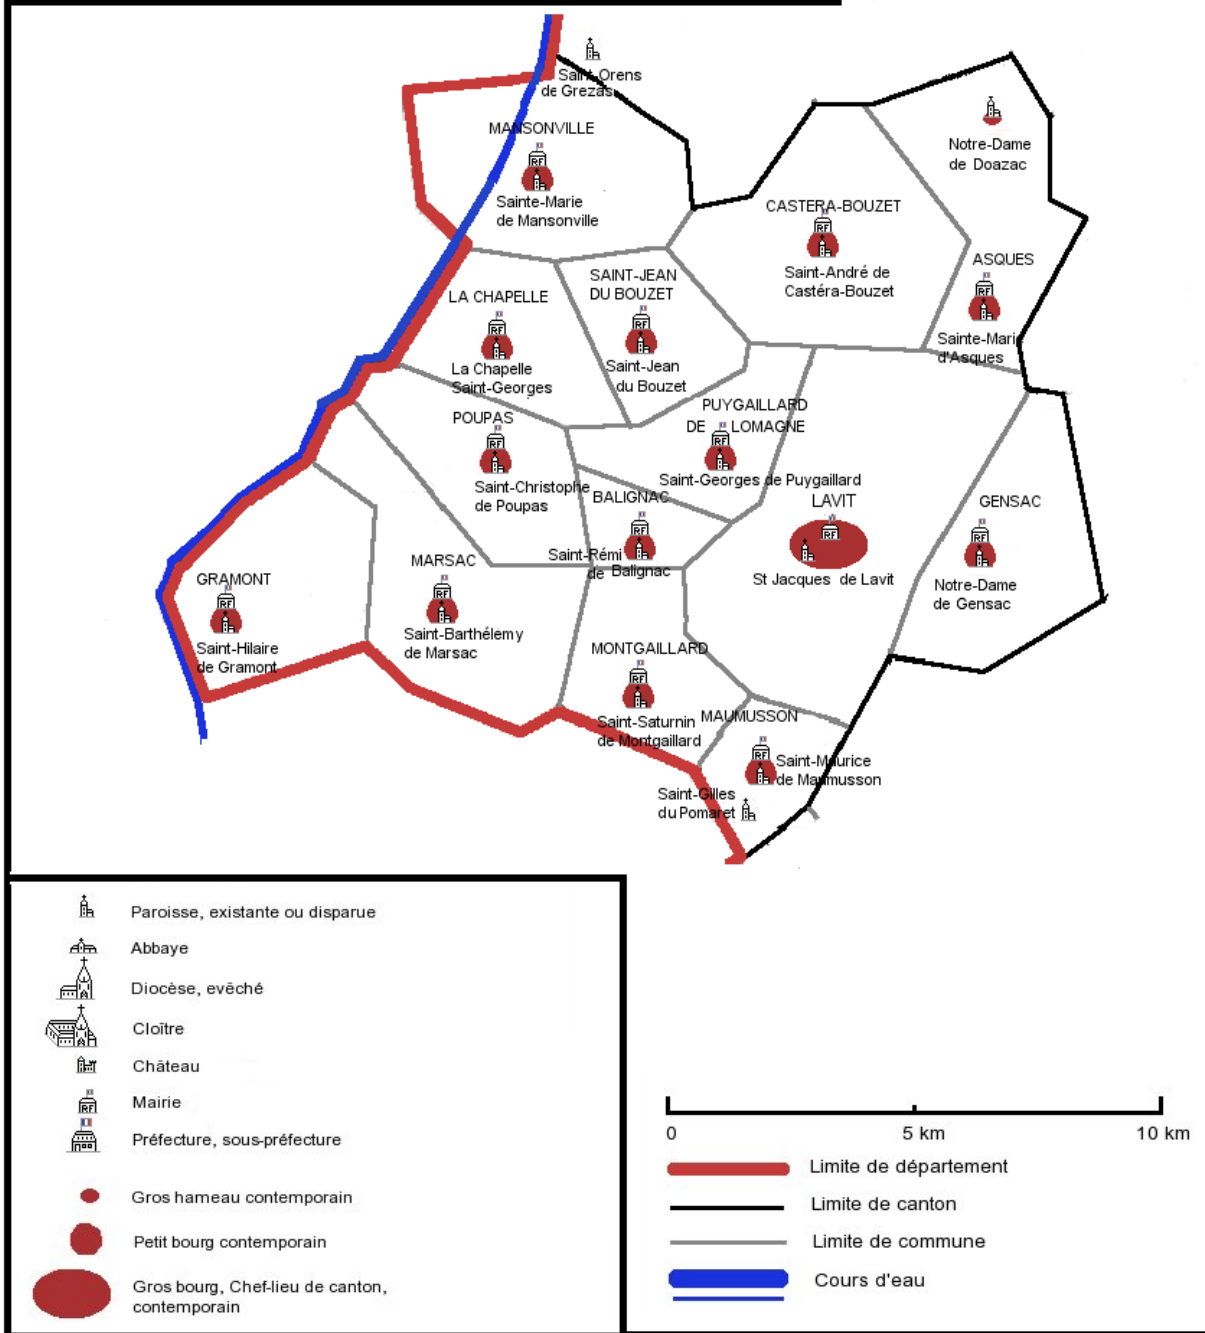 Saint-Orens
de Grezas
MANSONVILLE
Sainte-Marie
de Mansonville
Notre-Dame
de Doazac
CASTERA-BOUZET
Saint-André de
Castéra-Bouzet
ASQUES
Sainte-Mari
d'Asques
SAINT-JEAN
DU BOUZET
Saint-Jean
du Bouzet
LA CHAPELLE
La Chapelle
Saint-Georges
POUPAS
Saint-Christophe
de Poupas
PUYGAILLARD
DE LOMAGNE
Saint-Georges de Puygaillard
BALIGNAC
Saint-Rémi
de Balignac
LAVIT
St Jacques de Lavit
GENSAC
Notre-Dame
de Gensac
GRAMONT
Saint-Hilaire
de Gramont
MARSAC
Saint-Barthélemy
de Marsac
MONTGAILLARD
Saint-Saturnin
de Montgaillard
MAUMUSSON
Saint-Maurice
de Maumusson
Saint-Gilles
du Pomaret
Paroisse, existante ou disparue
Abbaye
Diocèse, evêché
Cloître
Château
RF Mairie
Préfecture, sous-préfecture
Gros hameau contemporain
Petit bourg contemporain
Gros bourg, Chef-lieu de canton,
contemporain
0 5 km 10 km
Limite de département
Limite de canton
Limite de commune
Cours d'eau